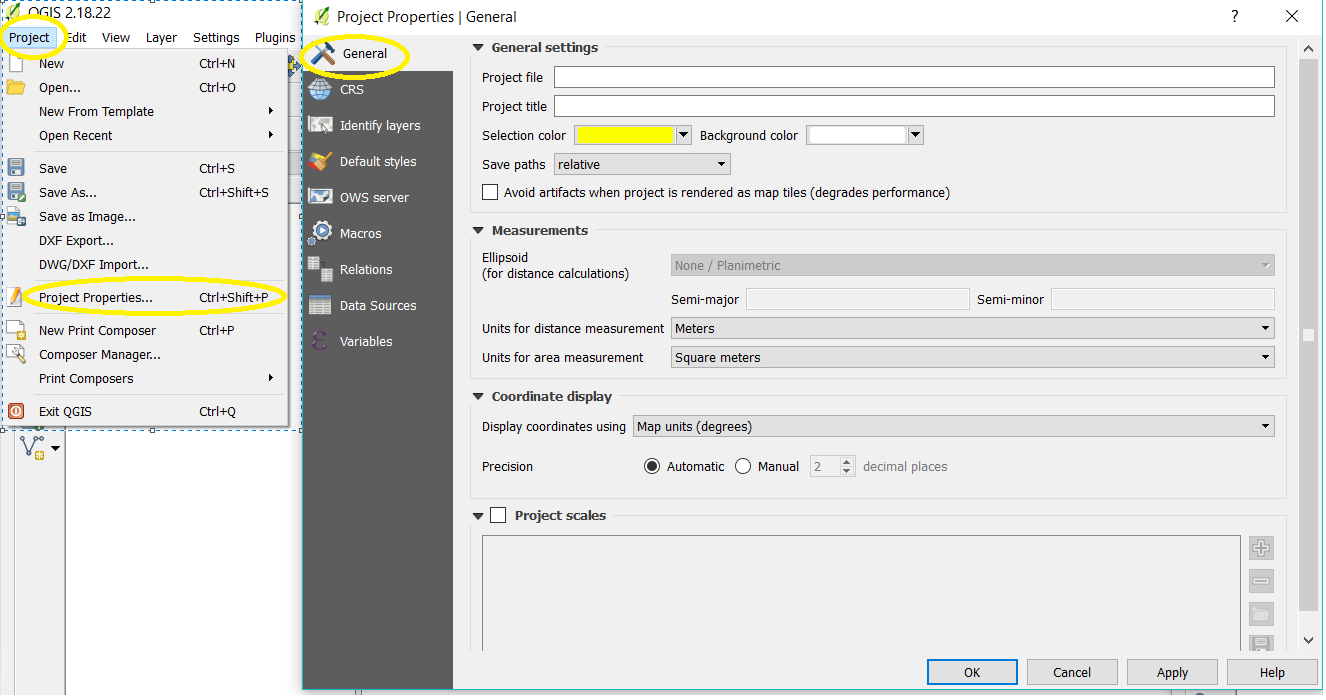 QGIS 2.18.22
Project Edit View Layer Settings Plugins
New Ctrl+N
Open... Ctrl+O
New From Template
Open Recent
Save Ctrl+S
Save As... Ctrl+Shift+S
Save as Image...
DXF Export...
DWG/DXF Import...
Project Properties... Ctrl+Shift+P
New Print Composer Ctrl+P
Composer Manager...
Print Composers
Exit QGIS Ctrl+Q
Project Properties | General
?
General
CRS
Identify layers
Default styles
OWS server
Macros
Relations
Data Sources
Variables
General settings
Project file
Project title
Selection color Background color
Save paths relative
Avoid artifacts when project is rendered as map tiles (degrades performance)
Measurements
Ellipsoid
(for distance calculations) None / Planimetric
Semi-major Semi-minor
Units for distance measurement Meters
Units for area measurement Square meters
Coordinate display
Display coordinates using Map units (degrees)
Precision Automatic Manual 2 decimal places
Project scales
OK Cancel Apply Help